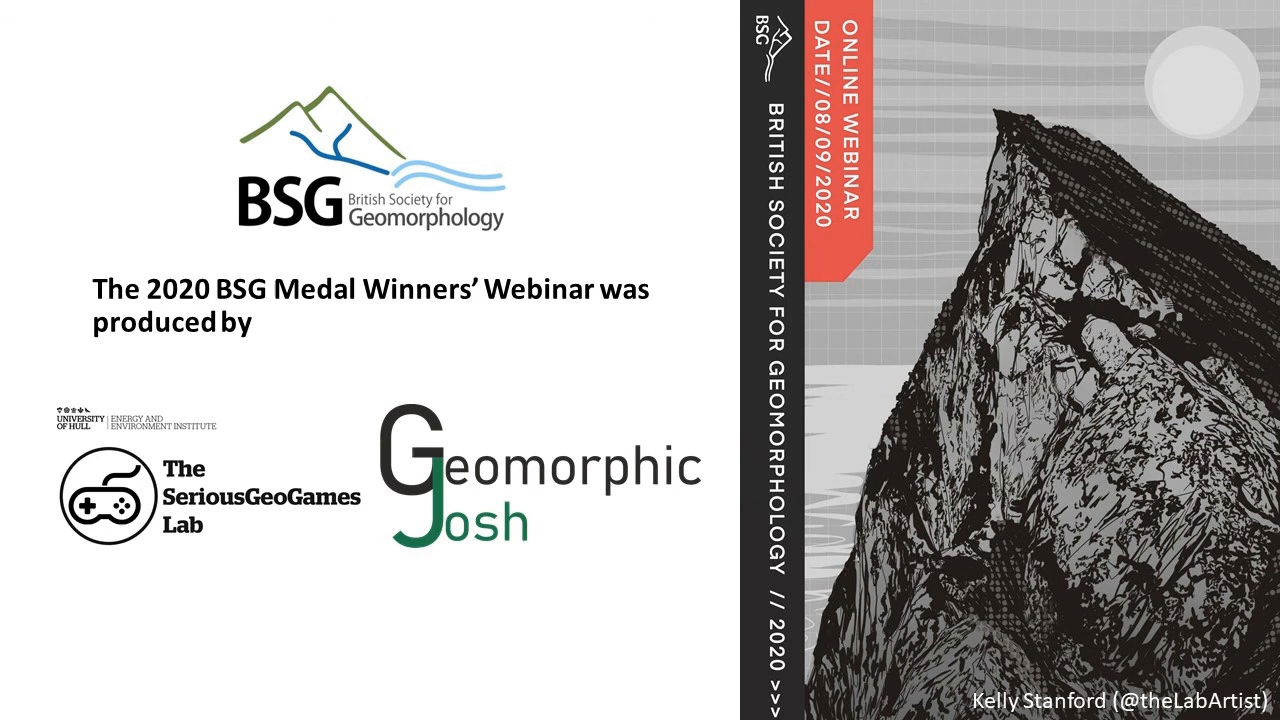 BSG
British Society for
Geomorphology
The 2020 BSG Medal Winners’ Webinar was
produced by
UNIVERSITY
OF HULL
ENERGY AND
ENVIRONMENT INSTITUTE
The
SeriousGeoGames
Lab
Geomorphic
Josh
BSG
BRITISH SOCIETY FOR GEOMORPHOLOGY // 2020 >>>
ONLINE WEBINAR
DATE//08/09/2020
Kelly Stanford (@theLabArtist)